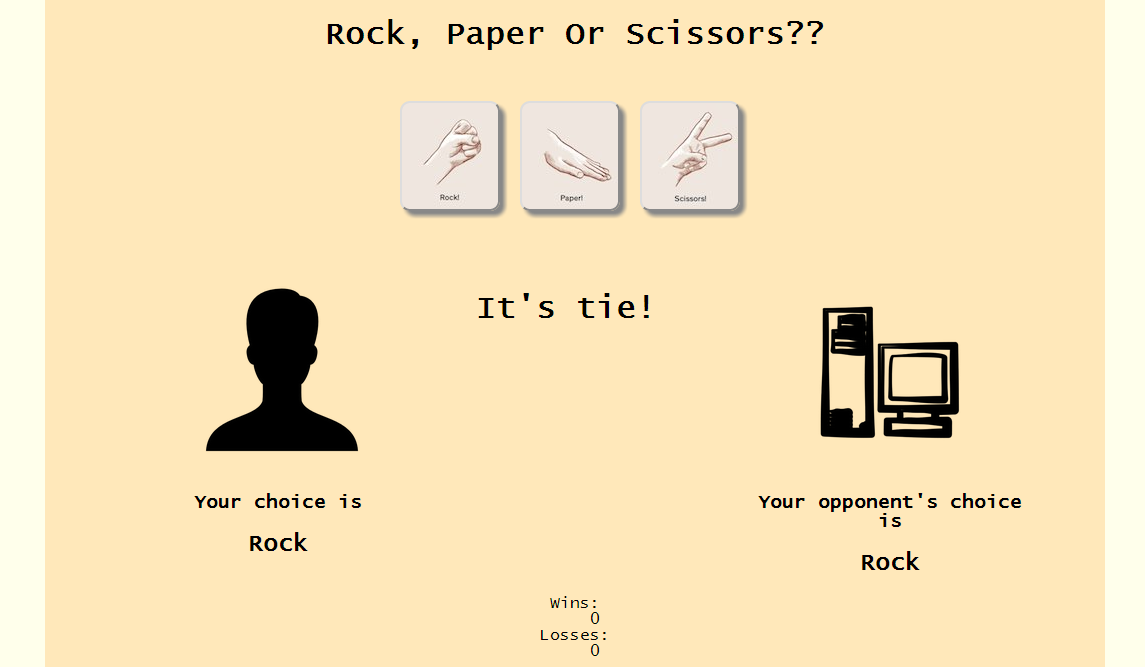 Rock, Paper Or Scissors??
Rock!
Paper!
Scissors!
It's tie!
Your choice is
Rock
Your opponent's choice
is
Rock
Wins:
0
Losses:
0